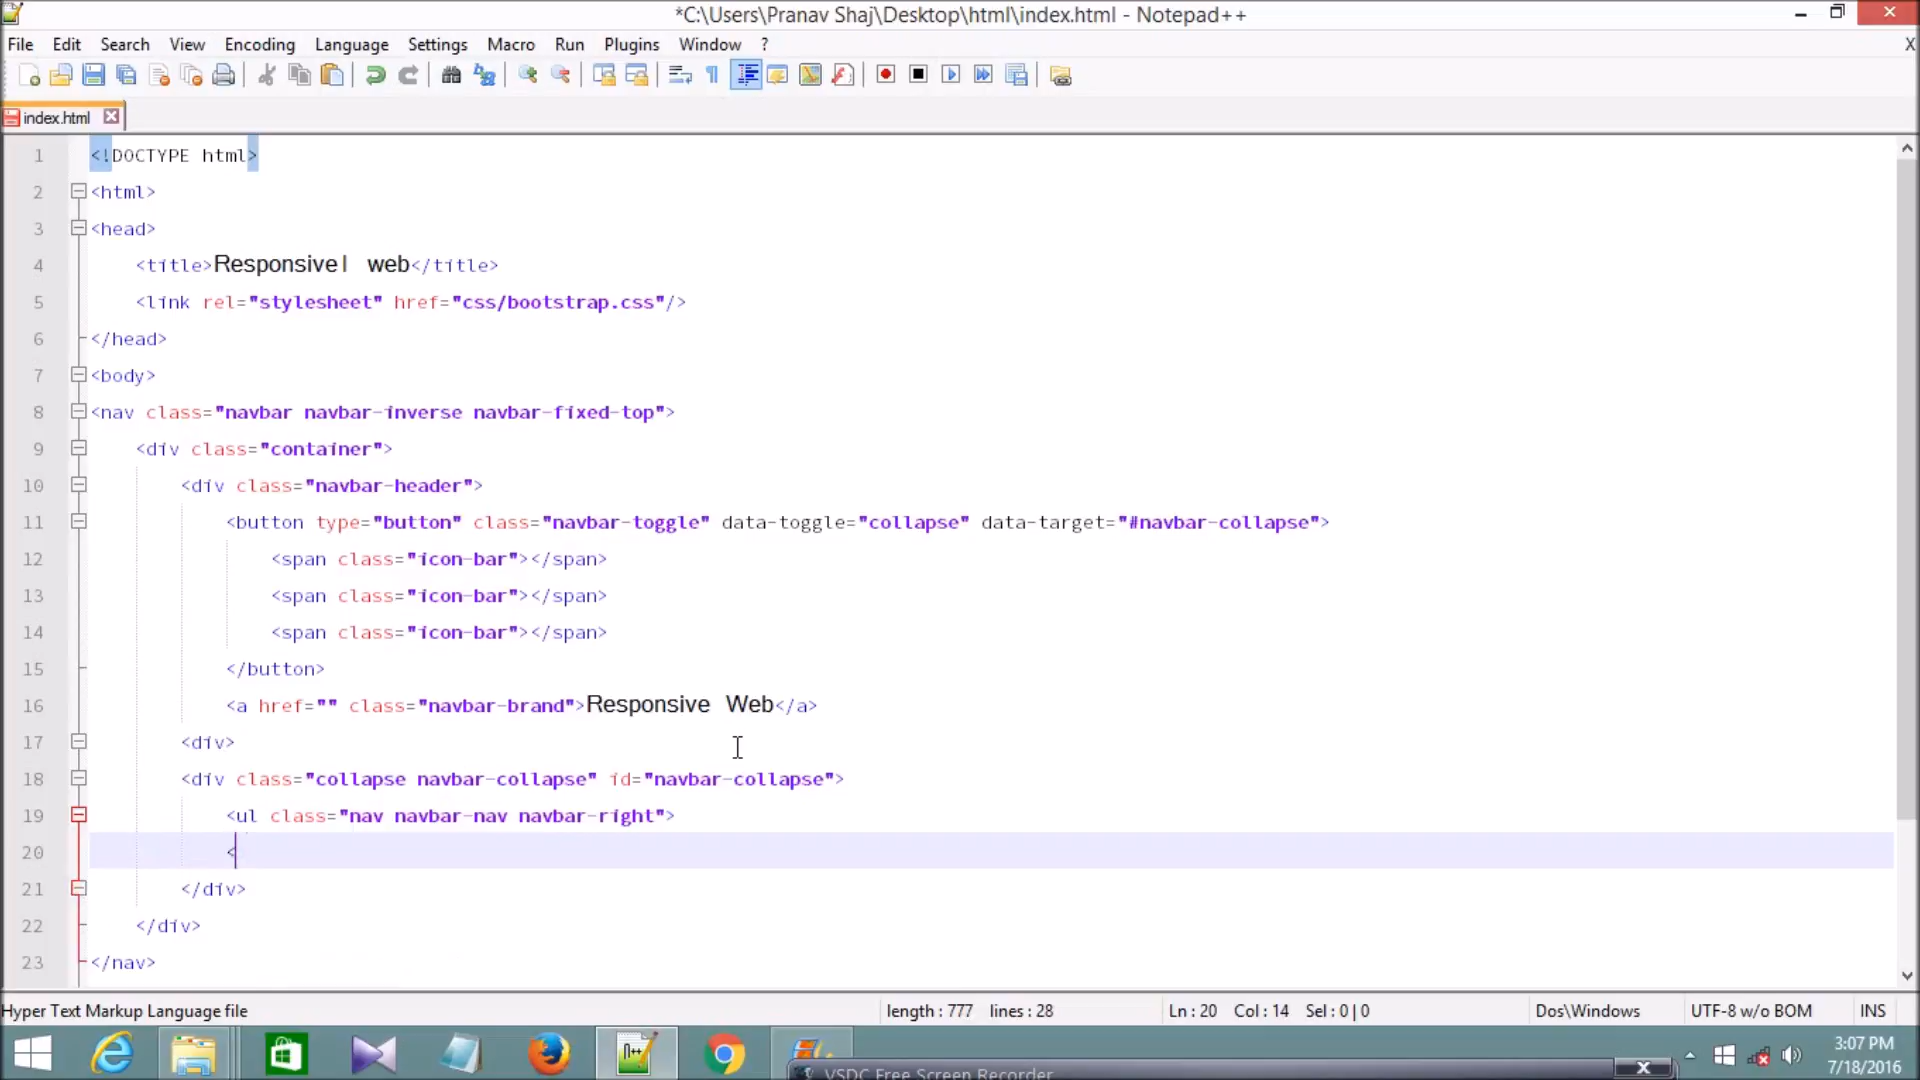 *C:\Users\Pranav Shaj\Desktop\html\index.html - Notepad++
File Edit Search View Encoding Language Settings Macro Run Plugins Window ? X
index.html
1 <!DOCTYPE html>
2 <html>
3 <head>
4 <title>Responsive| web</title>
5 <link rel="stylesheet" href="css/bootstrap.css"/>
6 </head>
7 <body>
8 <nav class="navbar navbar-inverse navbar-fixed-top">
9 <div class="container">
10 <div class="navbar-header">
11 <button type="button" class="navbar-toggle" data-toggle="collapse" data-target="#navbar-collapse">
12 <span class="icon-bar"></span>
13 <span class="icon-bar"></span>
14 <span class="icon-bar"></span>
15 </button>
16 <a href="" class="navbar-brand">Responsive Web</a>
17 <div>
18 <div class="collapse navbar-collapse" id="navbar-collapse">
19 <ul class="nav navbar-nav navbar-right">
20 <
21 </div>
22 </div>
23 </nav>
Hyper Text Markup Language file length : 777 lines : 28 Ln : 20 Col : 14 Sel : 0 | 0 Dos\Windows UTF-8 w/o BOM INS
3:07 PM
7/18/2016
VSDC Free Screen Recorder